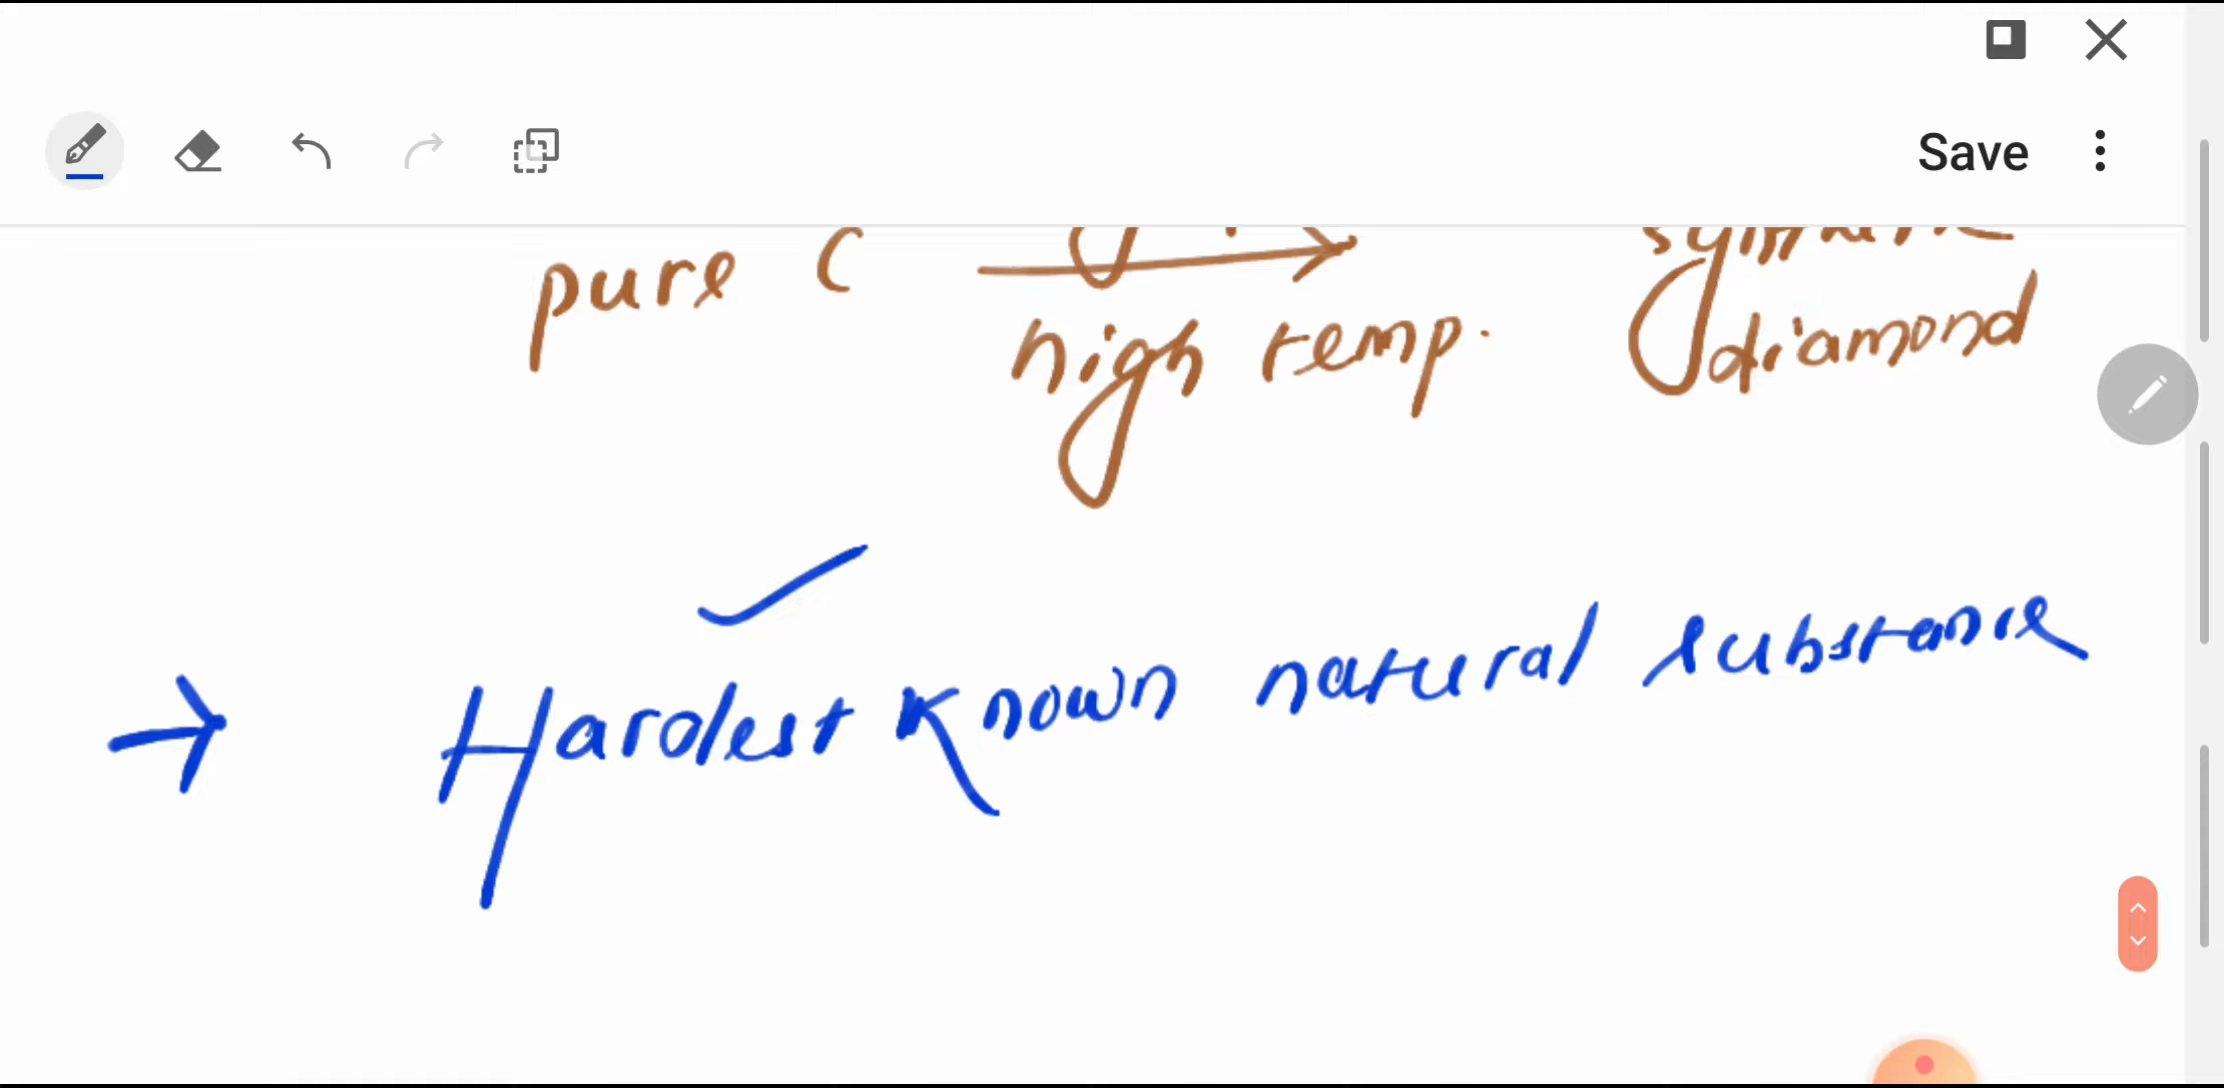 Save
pure C
high temp.
diamond
→ Hardest known natural substance